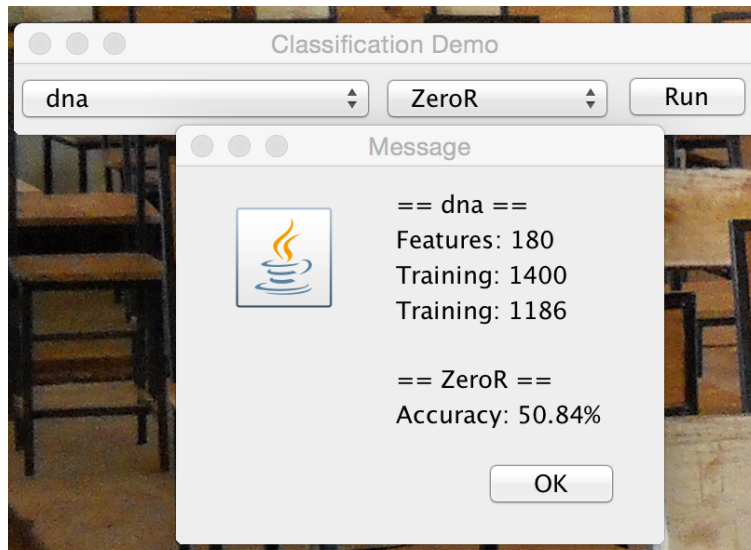 Classification Demo
dna ZeroR Run
Message
== dna ==
Features: 180
Training: 1400
Training: 1186
== ZeroR ==
Accuracy: 50.84%
OK